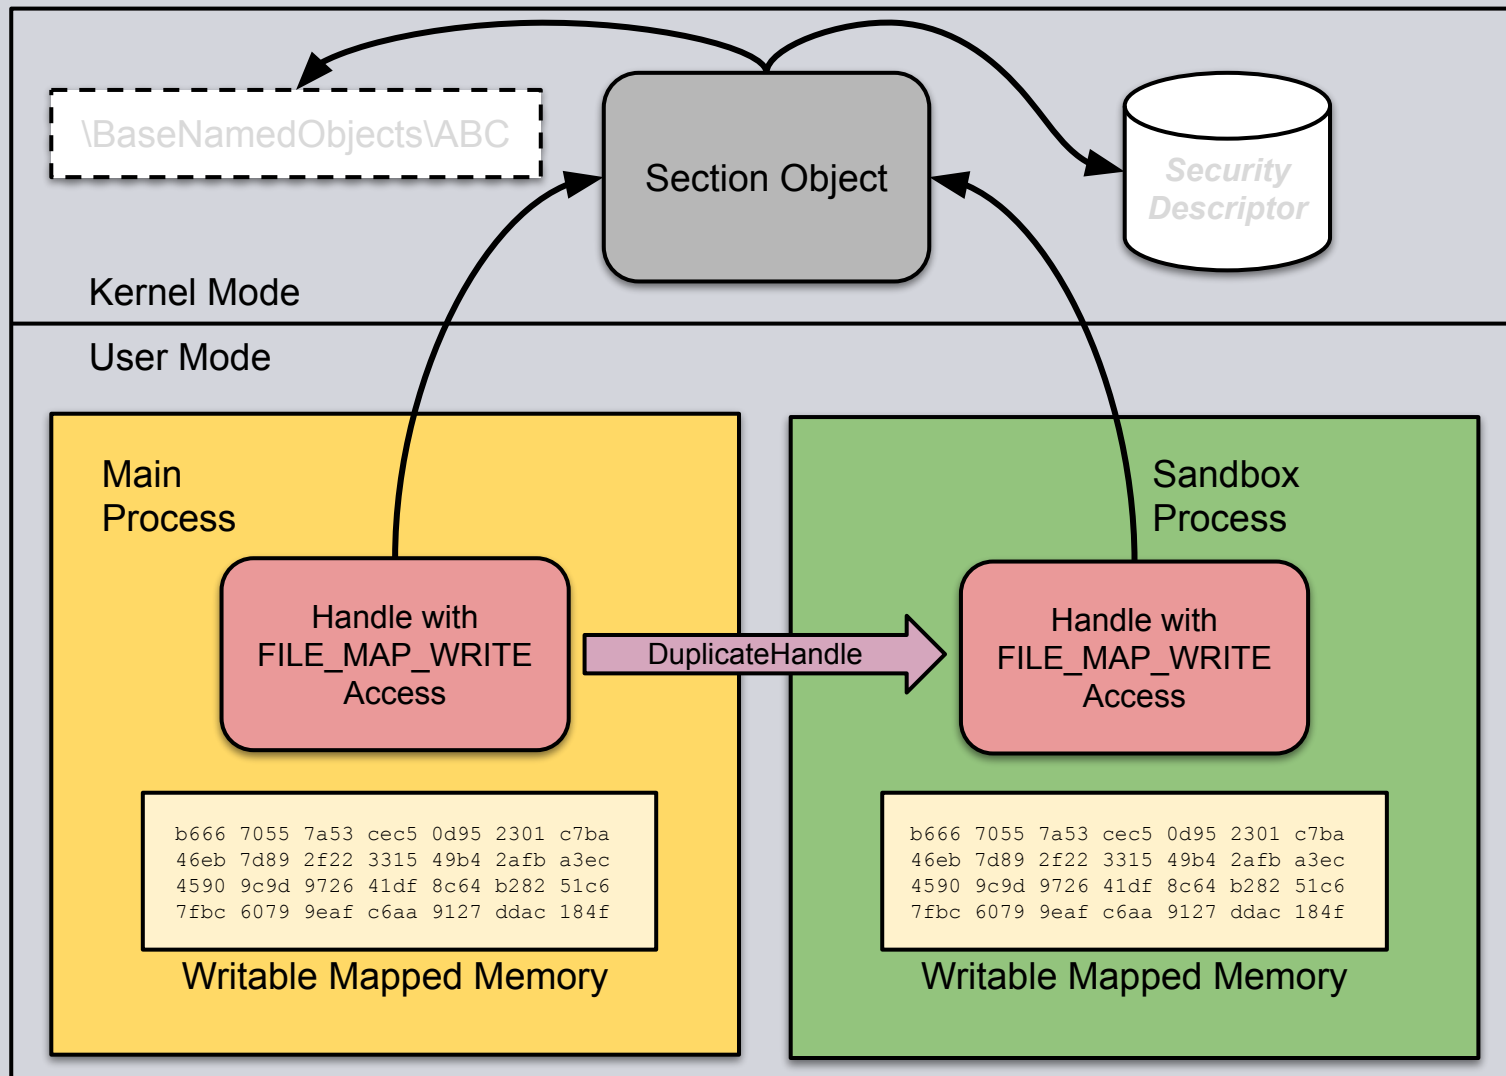 \BaseNamedObjects\ABC
Section Object
Security
Descriptor
Kernel Mode
User Mode
Main
Process
Sandbox
Process
Handle with
FILE_MAP_WRITE
Access
DuplicateHandle
Handle with
FILE_MAP_WRITE
Access
b666 7055 7a53 cec5 0d95 2301 c7ba
46eb 7d89 2f22 3315 49b4 2afb a3ec
4590 9c9d 9726 41df 8c64 b282 51c6
7fbc 6079 9eaf c6aa 9127 ddac 184f
Writable Mapped Memory
b666 7055 7a53 cec5 0d95 2301 c7ba
46eb 7d89 2f22 3315 49b4 2afb a3ec
4590 9c9d 9726 41df 8c64 b282 51c6
7fbc 6079 9eaf c6aa 9127 ddac 184f
Writable Mapped Memory